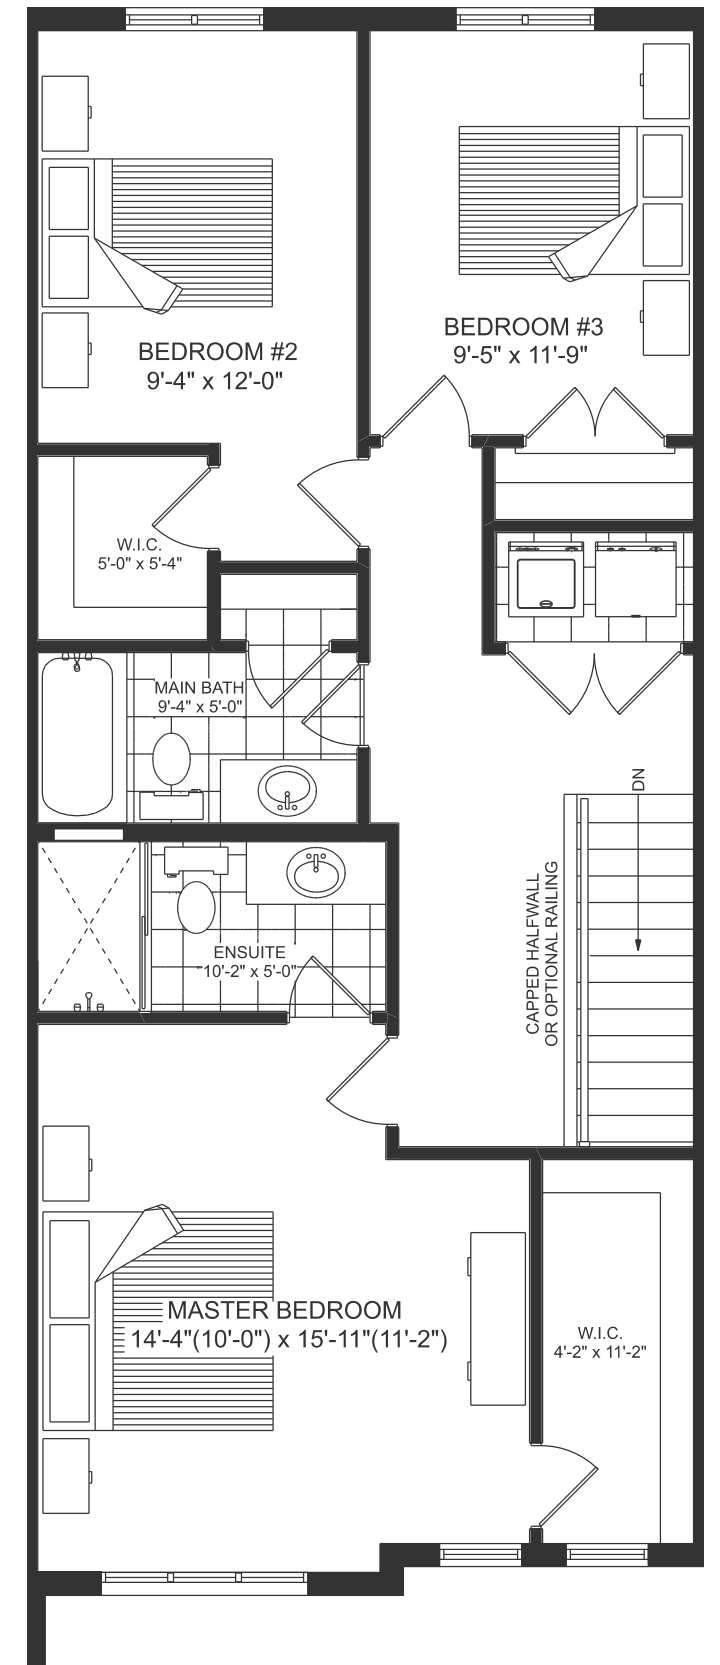 BEDROOM #2
9'-4" x 12'-0"
BEDROOM #3
9'-5" x 11'-9"
W.I.C.
5'-0" x 5'-4"
MAIN BATH
9'-4" x 5'-0"
DN
CAPPED HALFWALL
OR OPTIONAL RAILING
ENSUITE
10'-2" x 5'-0"
MASTER BEDROOM
14'-4"(10'-0") x 15'-11"(11'-2")
W.I.C.
4'-2" x 11'-2"